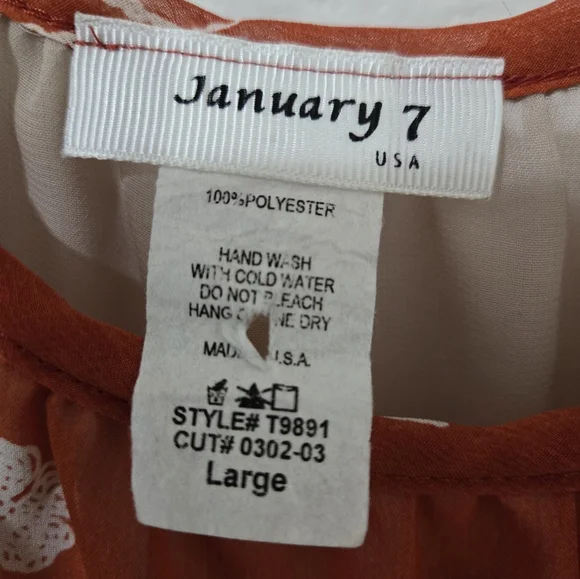 January 7
USA
100%POLYESTER
HAND WASH
WITH COLD WATER
DO NOT BLEACH
HANG DRY
MADE U.S.A.
STYLE# T9891
CUT# 0302-03
Large